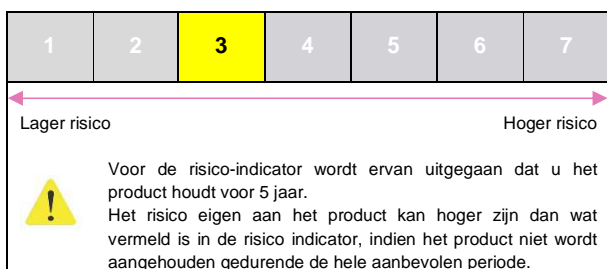 1 2 3 4 5 6 7
Lager risico Hoger risico
Voor de risico-indicator wordt ervan uitgegaan dat u het
product houdt voor 5 jaar.
Het risico eigen aan het product kan hoger zijn dan wat
vermeld is in de risico indicator, indien het product niet wordt
aangehouden gedurende de hele aanbevolen periode.